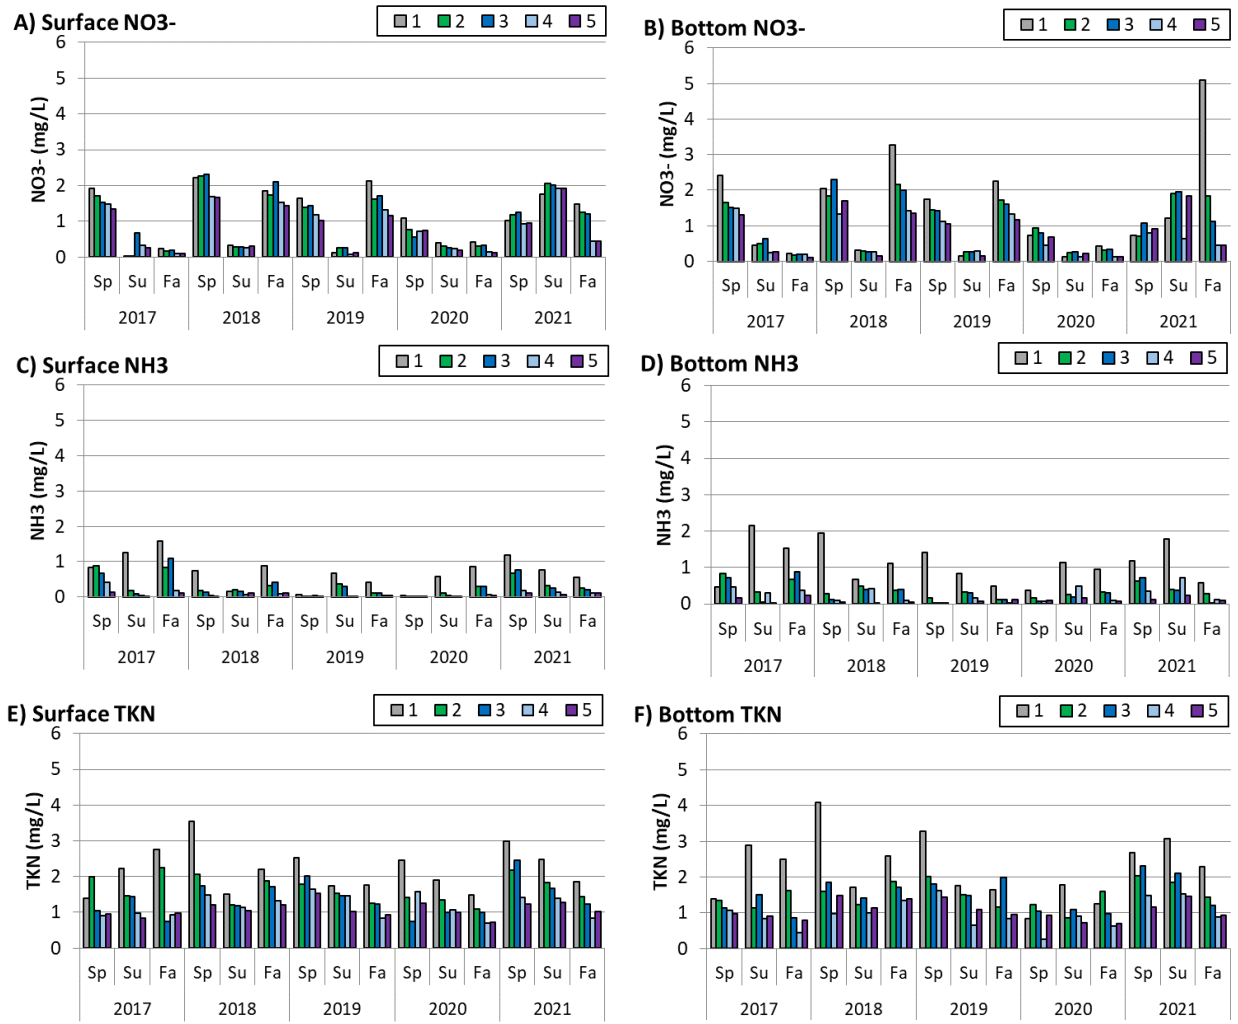 A) Surface NO3-
1 2 3 4 5
NO3- (mg/L)
6
5
4
3
2
1
0
Sp Su Fa Sp Su Fa Sp Su Fa Sp Su Fa Sp Su Fa
2017 2018 2019 2020 2021
B) Bottom NO3-
1 2 3 4 5
NO3- (mg/L)
6
5
4
3
2
1
0
Sp Su Fa Sp Su Fa Sp Su Fa Sp Su Fa Sp Su Fa
2017 2018 2019 2020 2021
C) Surface NH3
1 2 3 4 5
NH3 (mg/L)
6
5
4
3
2
1
0
Sp Su Fa Sp Su Fa Sp Su Fa Sp Su Fa Sp Su Fa
2017 2018 2019 2020 2021
D) Bottom NH3
1 2 3 4 5
NH3 (mg/L)
6
5
4
3
2
1
0
Sp Su Fa Sp Su Fa Sp Su Fa Sp Su Fa Sp Su Fa
2017 2018 2019 2020 2021
E) Surface TKN
1 2 3 4 5
TKN (mg/L)
6
5
4
3
2
1
0
Sp Su Fa Sp Su Fa Sp Su Fa Sp Su Fa Sp Su Fa
2017 2018 2019 2020 2021
F) Bottom TKN
1 2 3 4 5
TKN (mg/L)
6
5
4
3
2
1
0
Sp Su Fa Sp Su Fa Sp Su Fa Sp Su Fa Sp Su Fa
2017 2018 2019 2020 2021